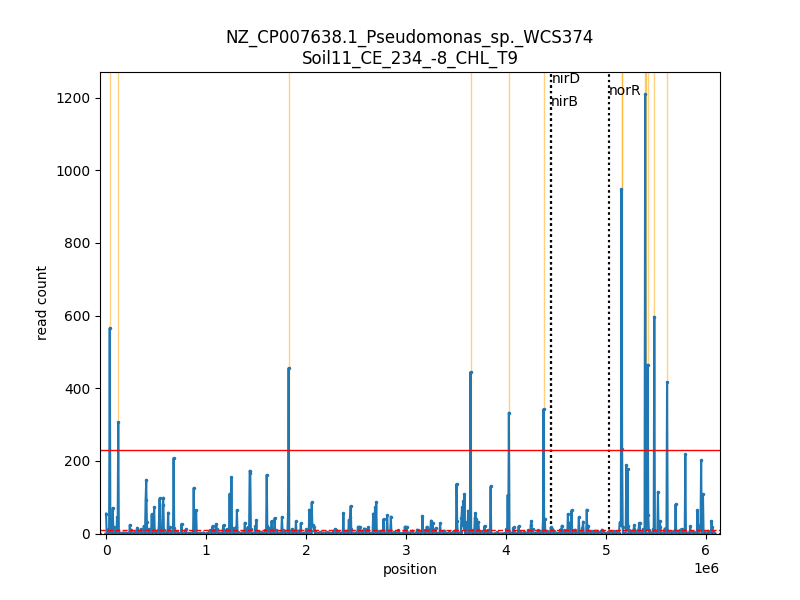 NZ_CP007638.1_Pseudomonas_sp._WCS374
Soil11_CE_234_-8_CHL_T9
nirD
nirB
norR
1200
1000
800
600
400
200
0
read count
0 1 2 3 4 5 6
1e6
position